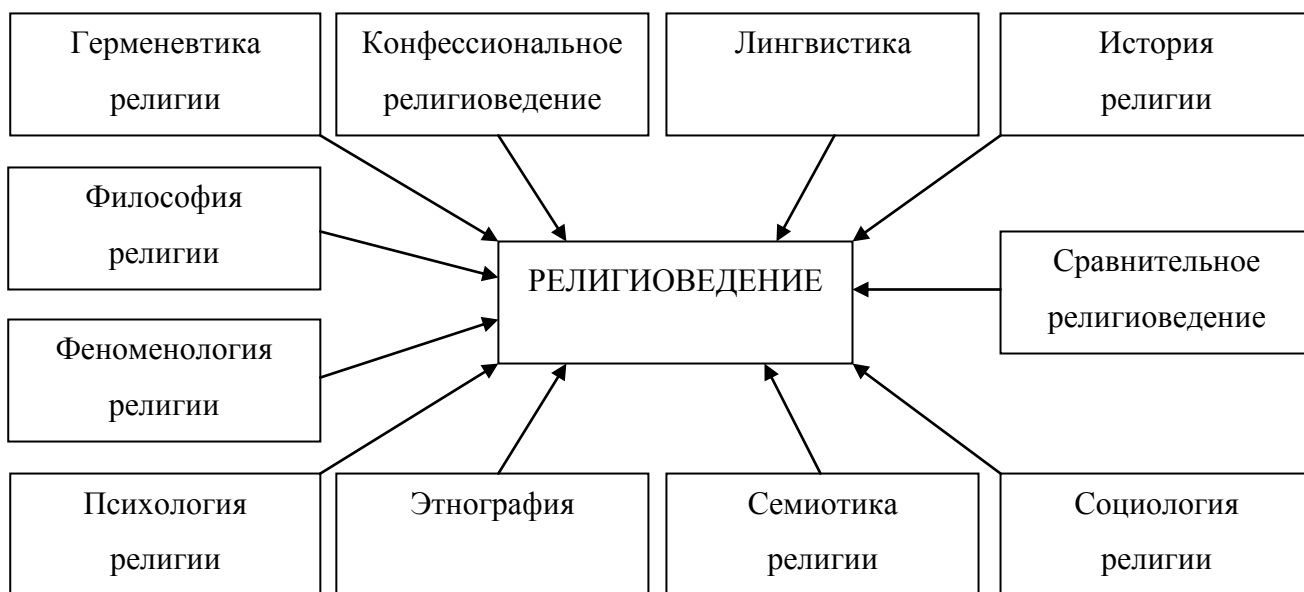 Герменевтика
религии
Конфессиональное
религиоведение
Лингвистика
История
религии
Философия
религии
РЕЛИГИОВЕДЕНИЕ
Сравнительное
религиоведение
Феноменология
религии
Психология
религии
Этнография
Семиотика
религии
Социология
религии